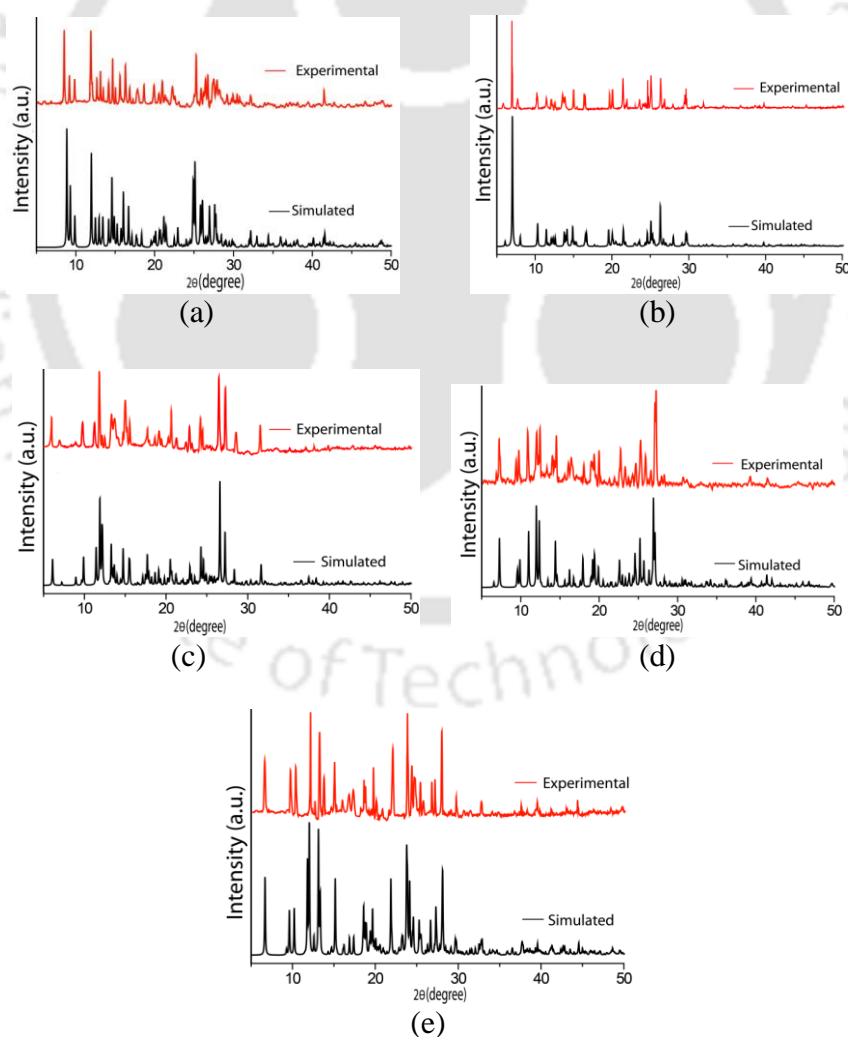 Intensity (a.u.)
Experimental
Simulated
10 20 30 40 50
2θ(degree)
(a)
Intensity (a.u.)
Experimental
Simulated
10 20 30 40 50
2θ(degree)
(b)
Intensity (a.u.)
Experimental
Simulated
10 20 30 40 50
2θ(degree)
(c)
Intensity (a.u.)
Experimental
Simulated
10 20 30 40 50
2θ(degree)
(d)
of Techno
Intensity (a.u.)
Experimental
Simulated
10 20 30 40 50
2θ(degree)
(e)